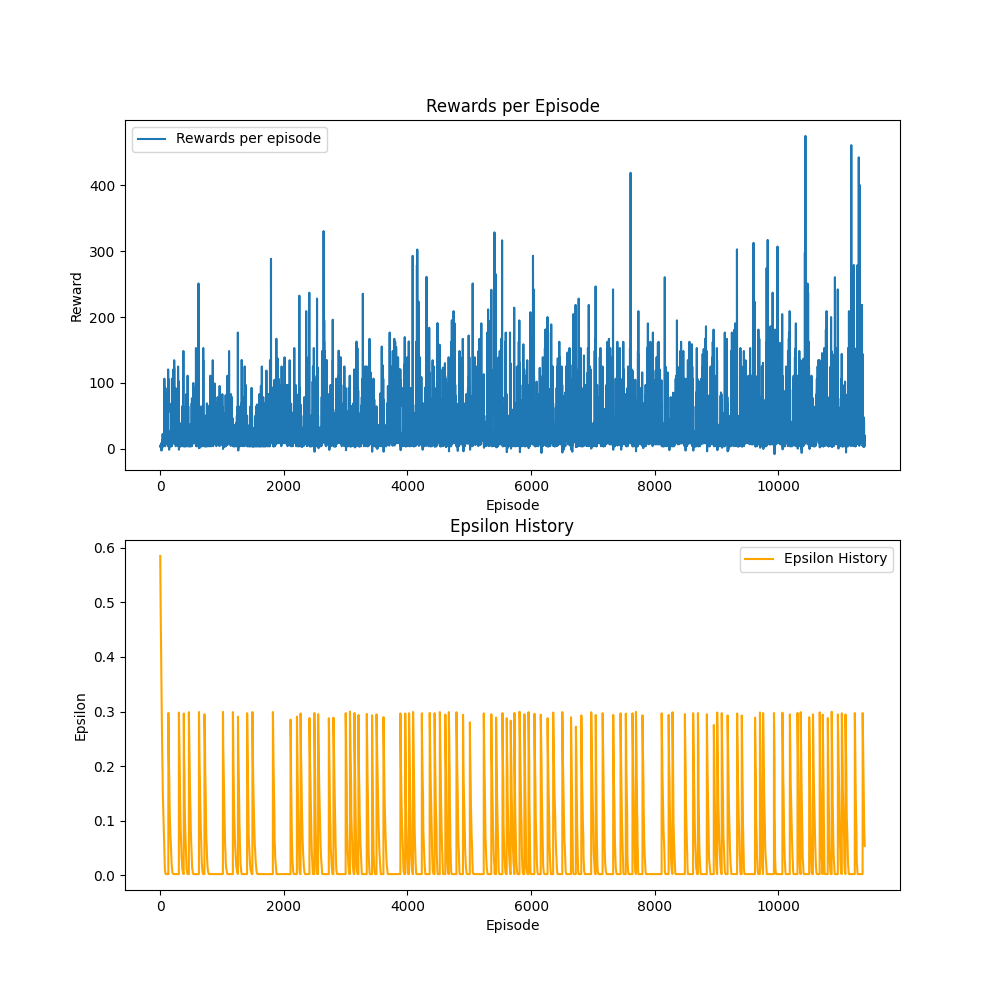 Rewards per Episode
Rewards per episode
400
300
200
100
0
Reward
0 2000 4000 6000 8000 10000
Episode
Epsilon History
Epsilon History
0.6
0.5
0.4
0.3
0.2
0.1
0.0
Epsilon
0 2000 4000 6000 8000 10000
Episode